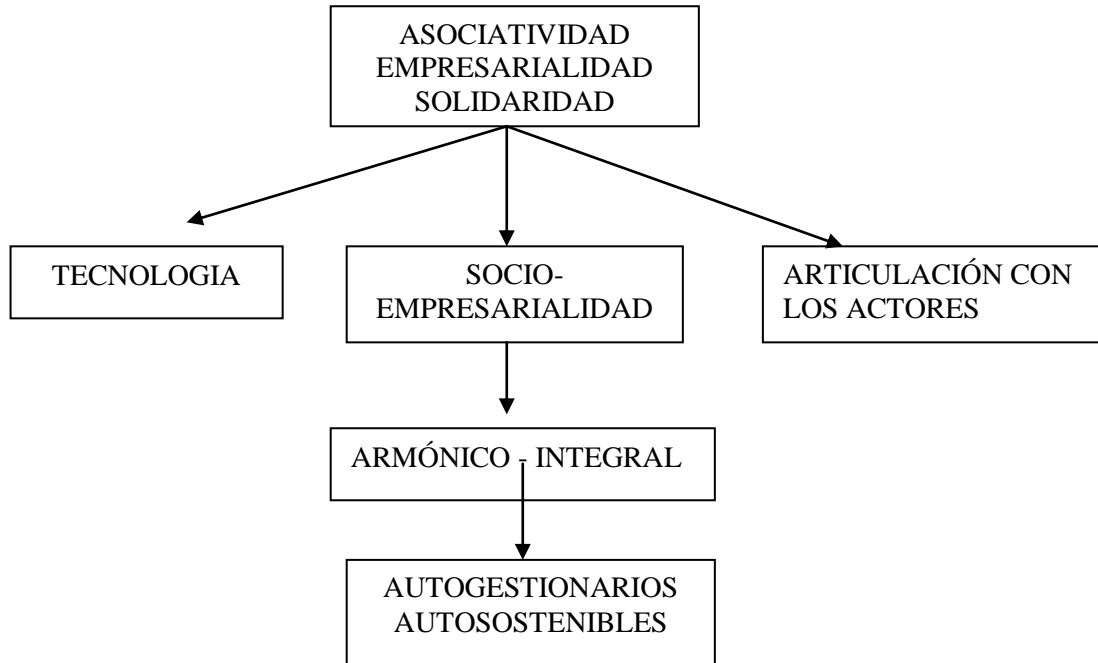 ASOCIATIVIDAD
EMPRESARIALIDAD
SOLIDARIDAD
TECNOLOGIA
SOCIO-
EMPRESARIALIDAD
ARTICULACIÓN CON
LOS ACTORES
ARMÓNICO - INTEGRAL
AUTOGESTIONARIOS
AUTOSOSTENIBLES